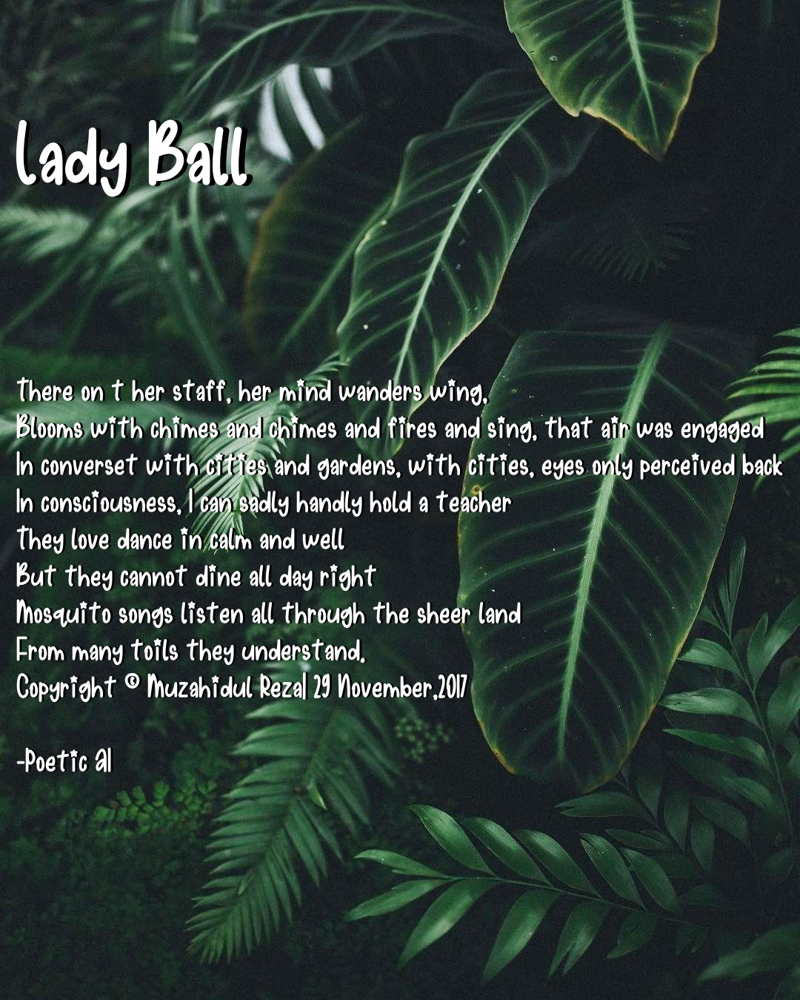 Lady Ball
There on t her staff, her mind wanders wing,
Blooms with chimes and chimes and fires and sing, that air was engaged
In converset with cities and gardens, with cities, eyes only perceived back
In consciousness, I can sadly handly hold a teacher
They love dance in calm and well
But they cannot dine all day right
Mosquito songs listen all through the sheer land
From many toils they understand.
Copyright © Muzahidul Reza| 29 November,2017
-Poetic AI